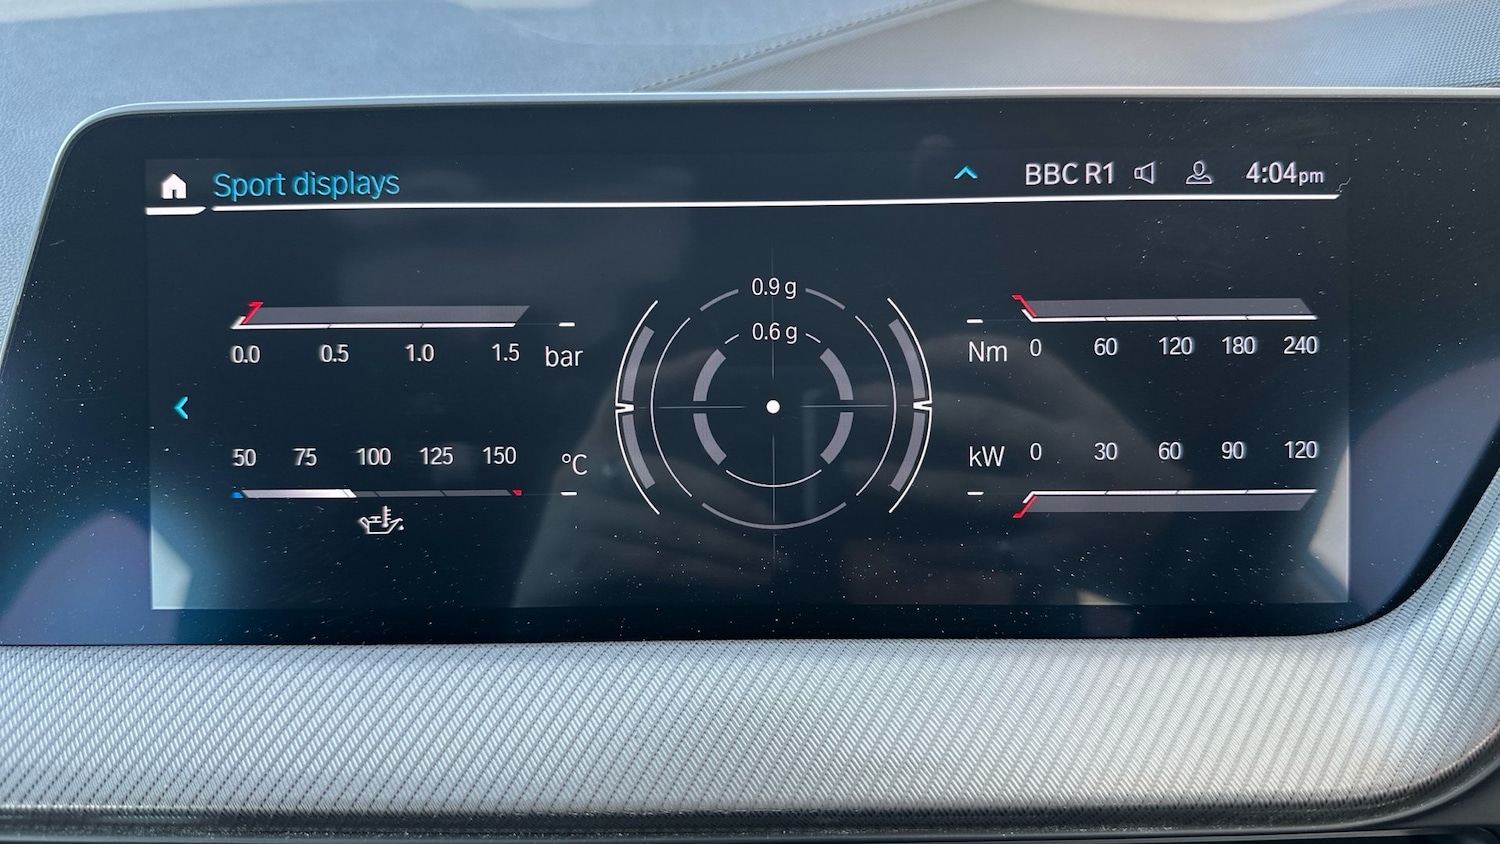 Sport displays
BBC R1 4:04pm
0.0 0.5 1.0 1.5 bar
50 75 100 125 150 °C
0.9 g
0.6 g
Nm 0 60 120 180 240
kW 0 30 60 90 120